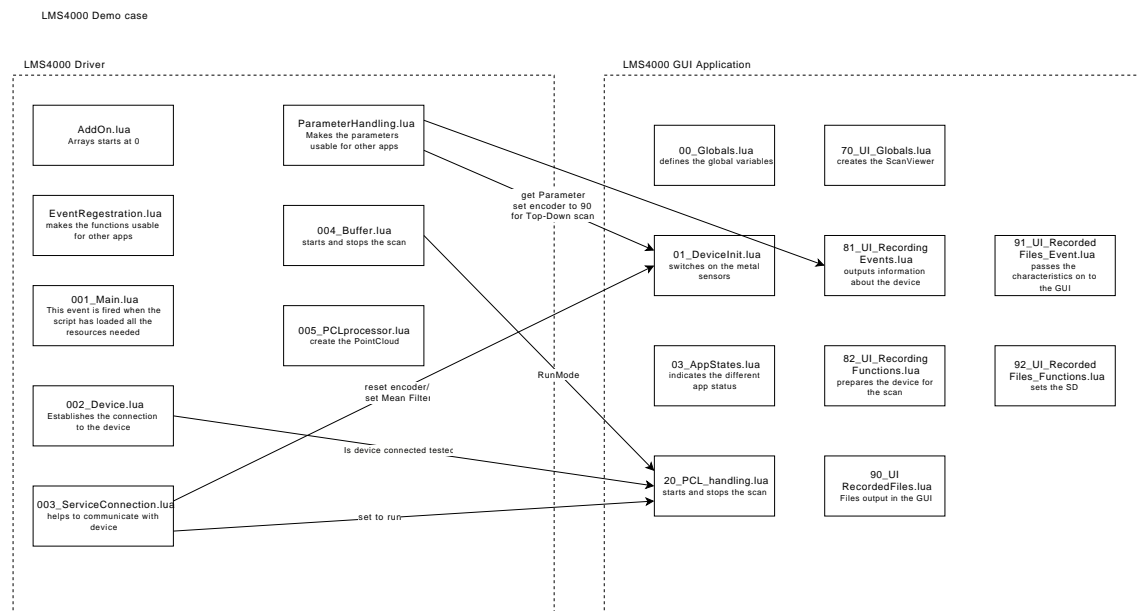 LMS4000 Demo case
LMS4000 Driver
AddOn.lua
Arrays starts at 0
ParameterHandling.lua
Makes the parameters
usable for other apps
EventRegestration.lua
makes the functions usable
for other apps
004_Buffer.lua
starts and stops the scan
001_Main.lua
This event is fired when the
script has loaded all the
resources needed
005_PCLprocessor.lua
create the PointCloud
002_Device.lua
Establishes the connection
to the device
003_ServiceConnection.lua
helps to communicate with
device
get Parameter
set encoder to 90
for Top-Down scan
RunMode
reset encoder/
set Mean Filter
Is device connected tested
set to run
LMS4000 GUI Application
00_Globals.lua
defines the global variables
70_UI_Globals.lua
creates the ScanViewer
01_DeviceInit.lua
switches on the metal
sensors
81_UI_Recording
Events.lua
outputs information
about the device
91_UI_Recorded
Files_Event.lua
passes the
characteristics on to
the GUI
03_AppStates.lua
indicates the different
app status
82_UI_Recording
Functions.lua
prepares the device for
the scan
92_UI_Recorded
Files_Functions.lua
sets the SD
20_PCL_handling.lua
starts and stops the scan
90_UI
RecordedFiles.lua
Files output in the GUI